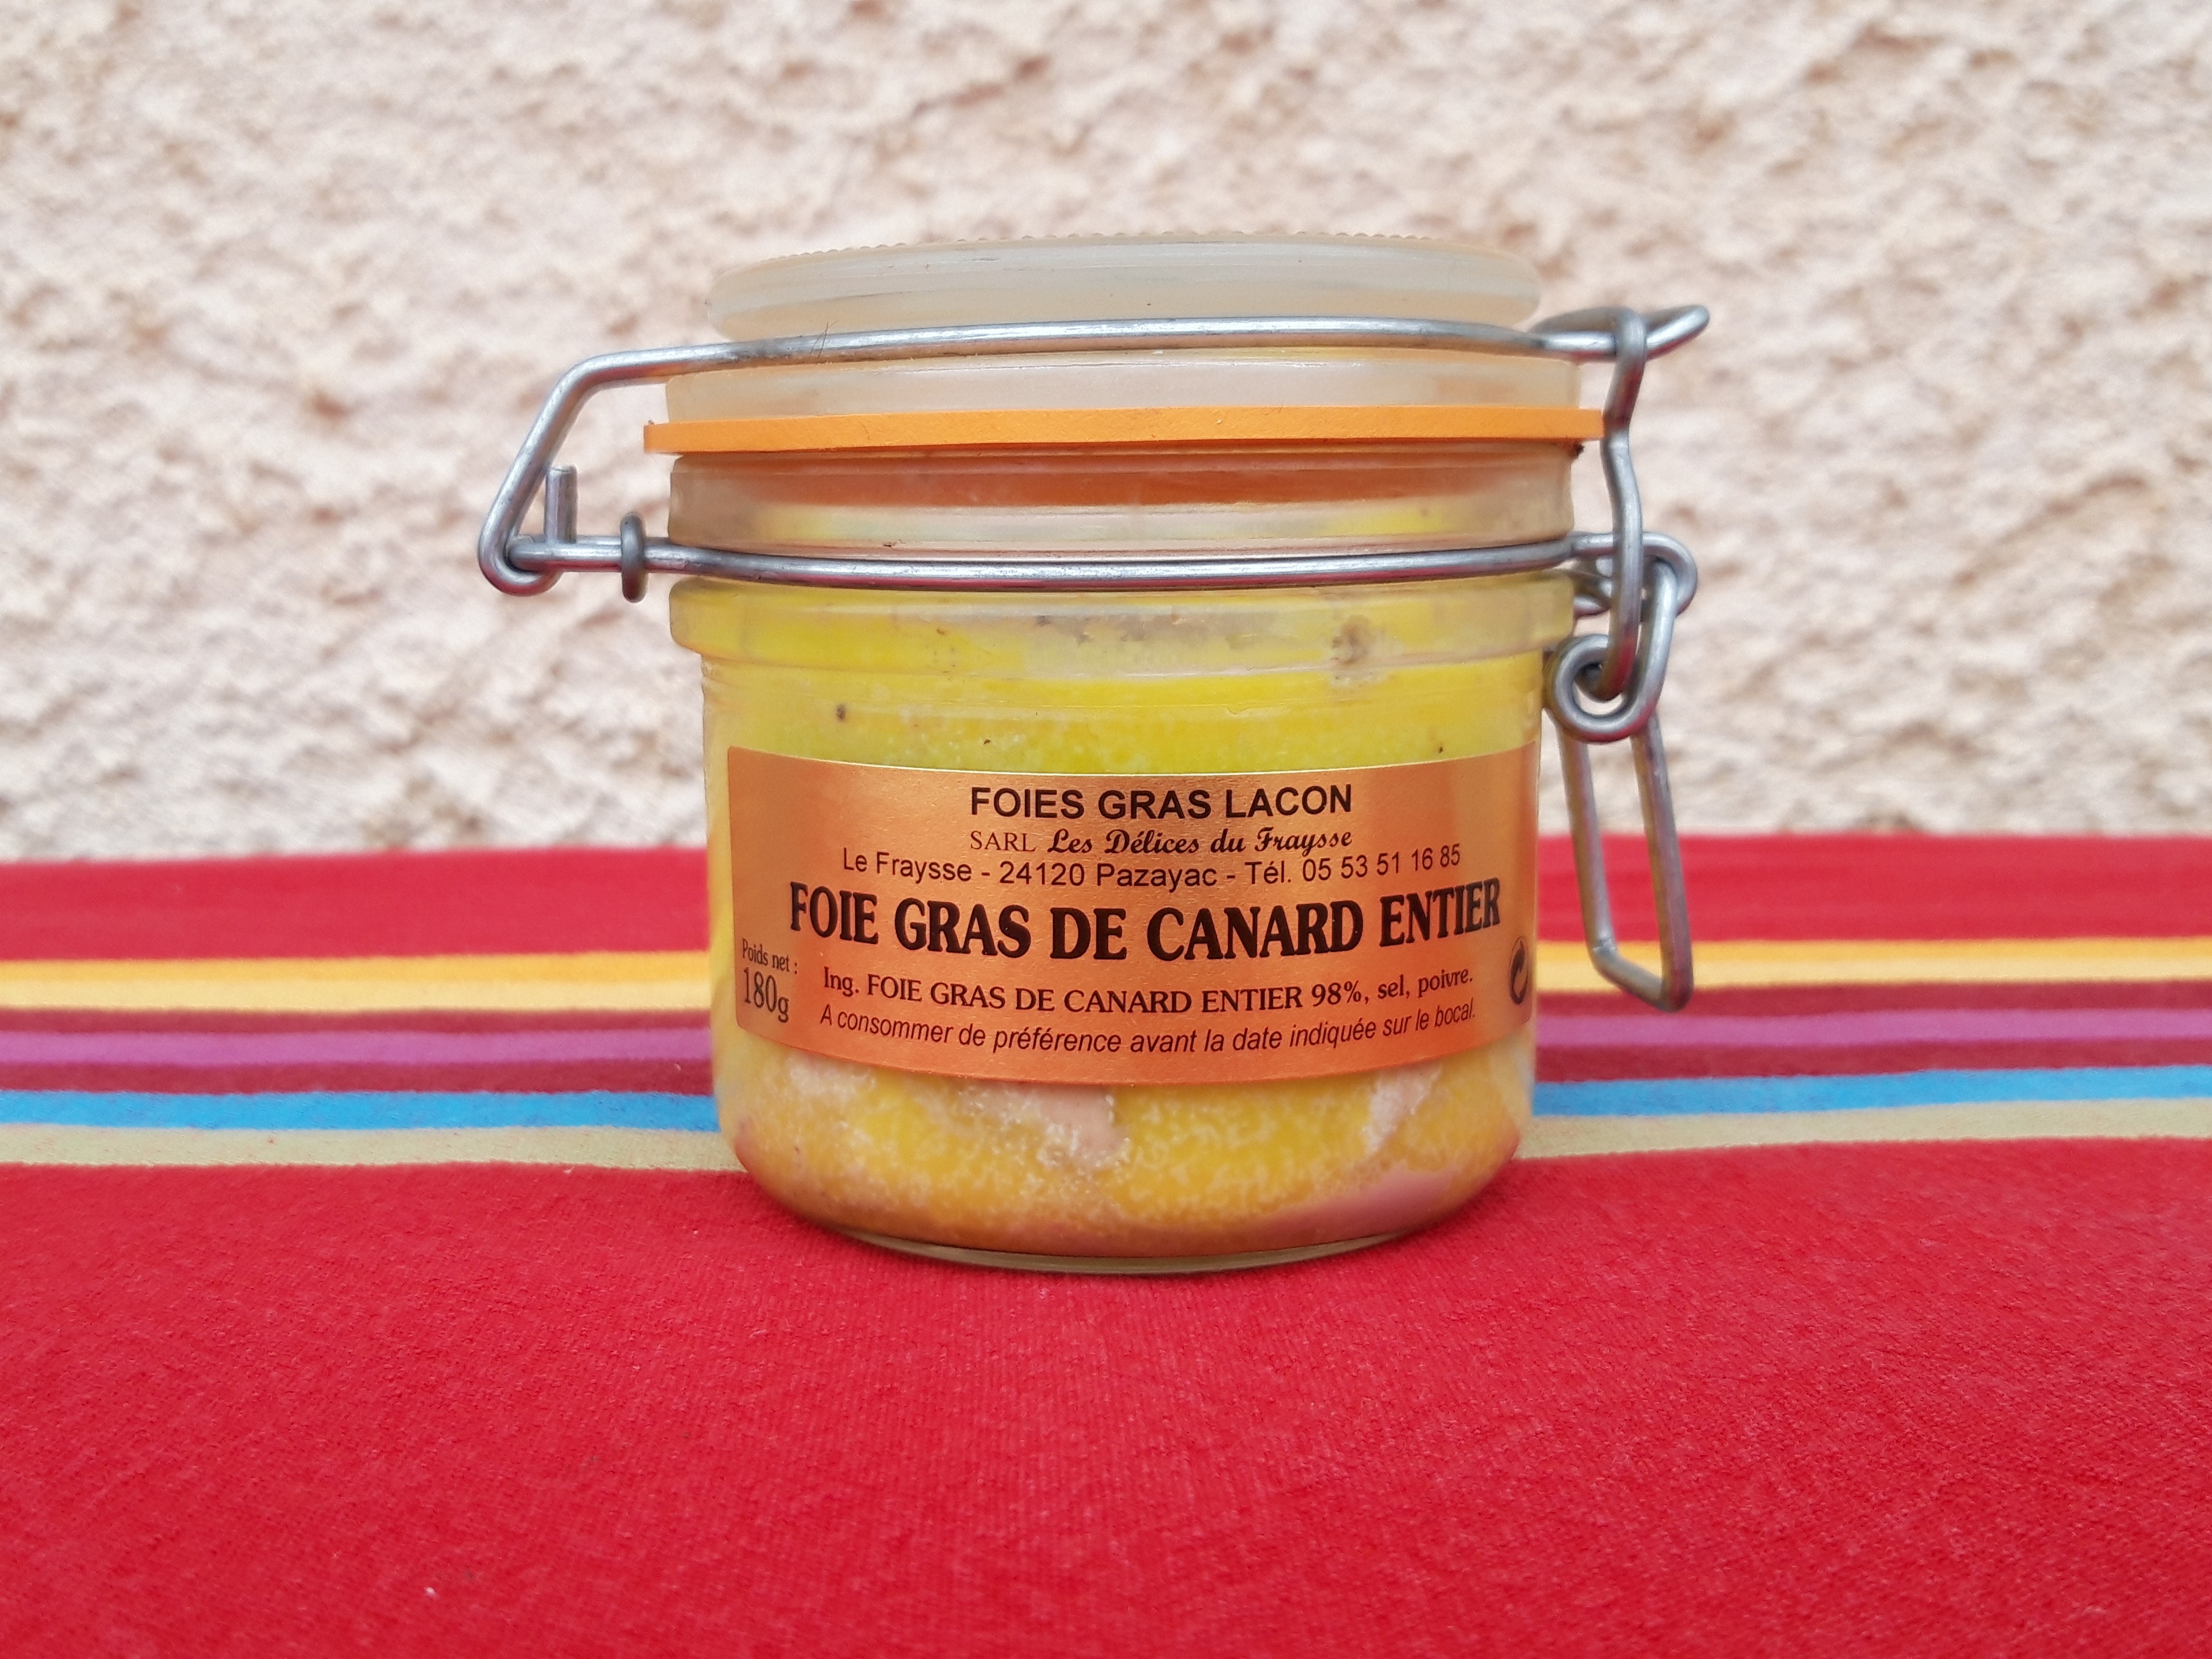 FOIES GRAS LACON
SARL Les Délices du Fraysse
Le Fraysse - 24120 Pazayac - Tél. 05 53 51 16 85
FOIE GRAS DE CANARD ENTIER
Poids net :
180g
Ing. FOIE GRAS DE CANARD ENTIER 98%, sel, poivre.
A consommer de préférence avant la date indiquée sur le bocal.